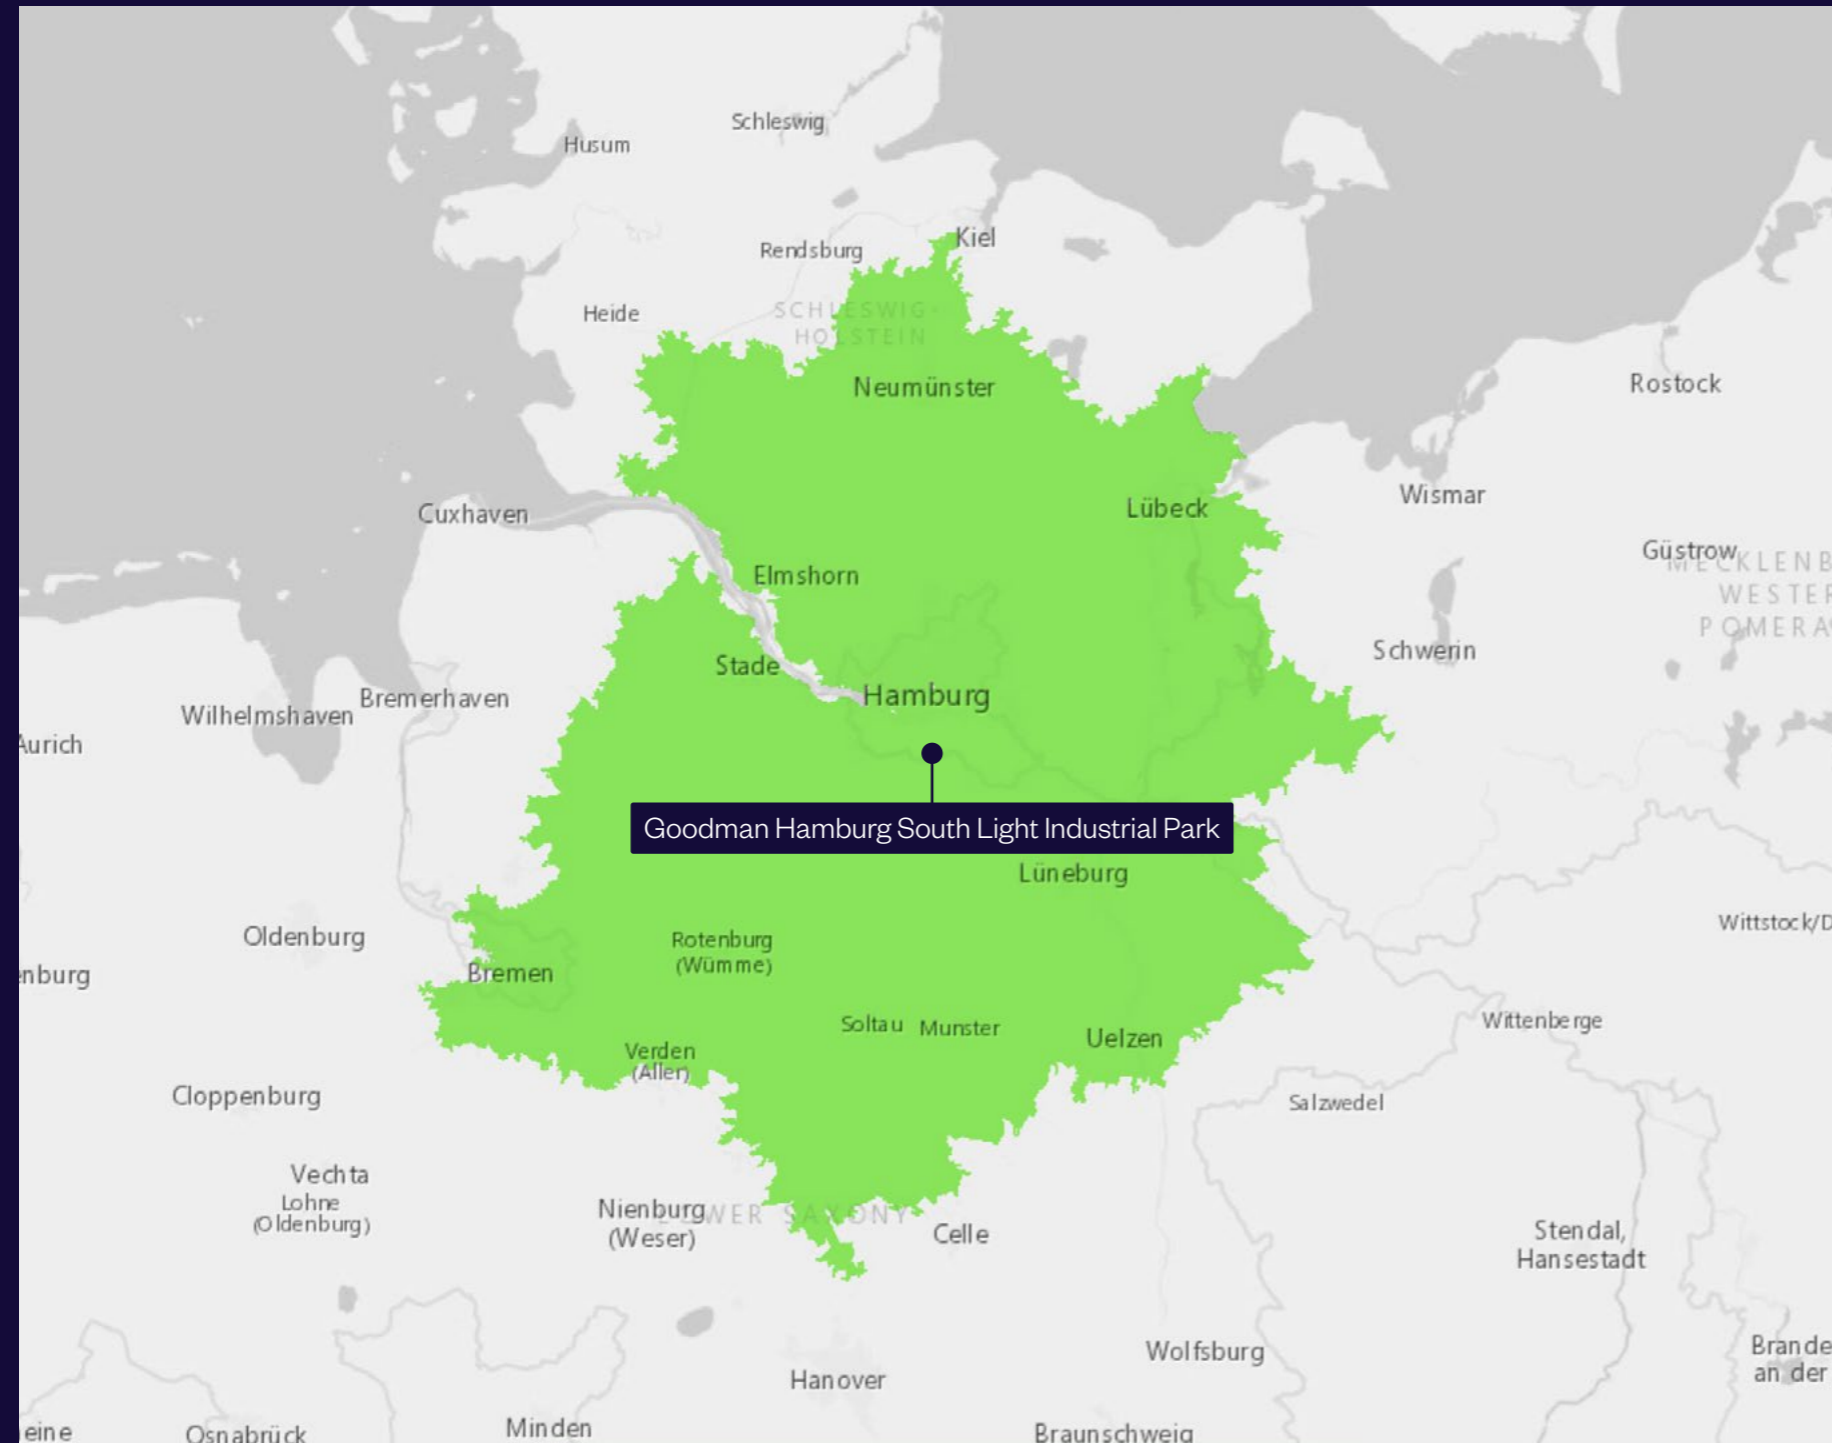 Schleswig
Husum
Kiel
Rendsburg
Heide
SCHLESWIG-
HOLSTEIN
Neumünster
Rostock
Wismar
Lübeck
Cuxhaven
Güstrow
Elmshorn
Schwerin
Stade
Hamburg
Bremerhaven
Wilhelmshaven
Aurich
Goodman Hamburg South Light Industrial Park
Lüneburg
Wittstock/D
Oldenburg
Rotenburg
(Wümme)
Bremen
nburg
Soltau
Munster
Wittenberge
Uelzen
Verden
(Aller)
Cloppenburg
Salzwedel
Vechta
Lohne
(Oldenburg)
Nienburg
(Weser)
LOWER SAXONY
Celle
Stendal,
Hansestadt
Wolfsburg
Brande
an der
Hanover
eine
Osnabrück
Minden
Braunschweig